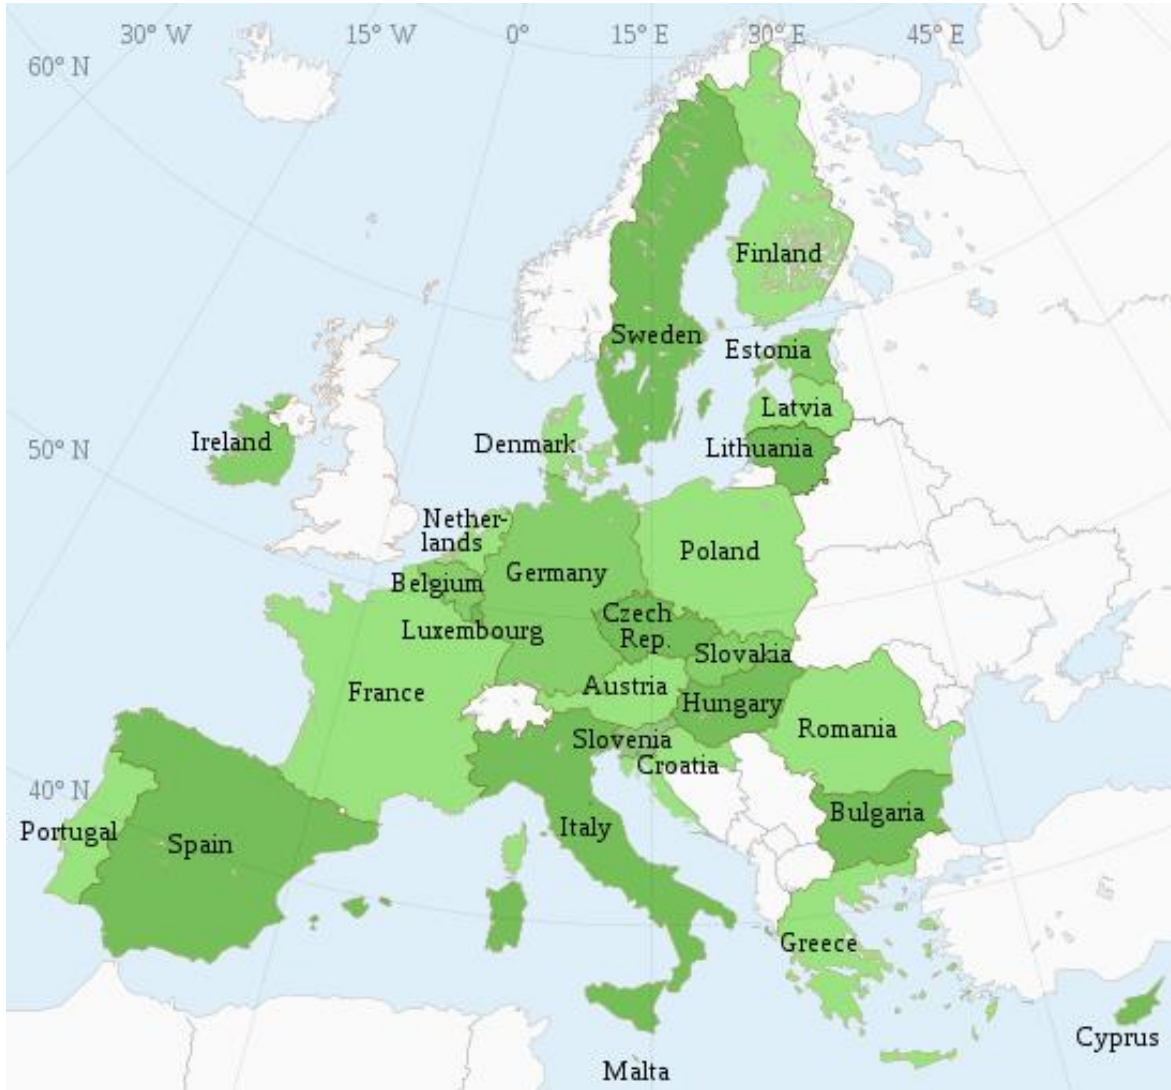 30° W
15° W
0°
15° E
30° E
45° E
60° N
Finland
Sweden
Estonia
Latvia
Ireland
Denmark
Lithuania
50° N
Nether-
lands
Poland
Germany
Belgium
Czech
Rep.
Luxembourg
Slovakia
Austria
France
Hungary
Romania
Slovenia
Croatia
40° N
Bulgaria
Italy
Portugal
Spain
Greece
Cyprus
Malta